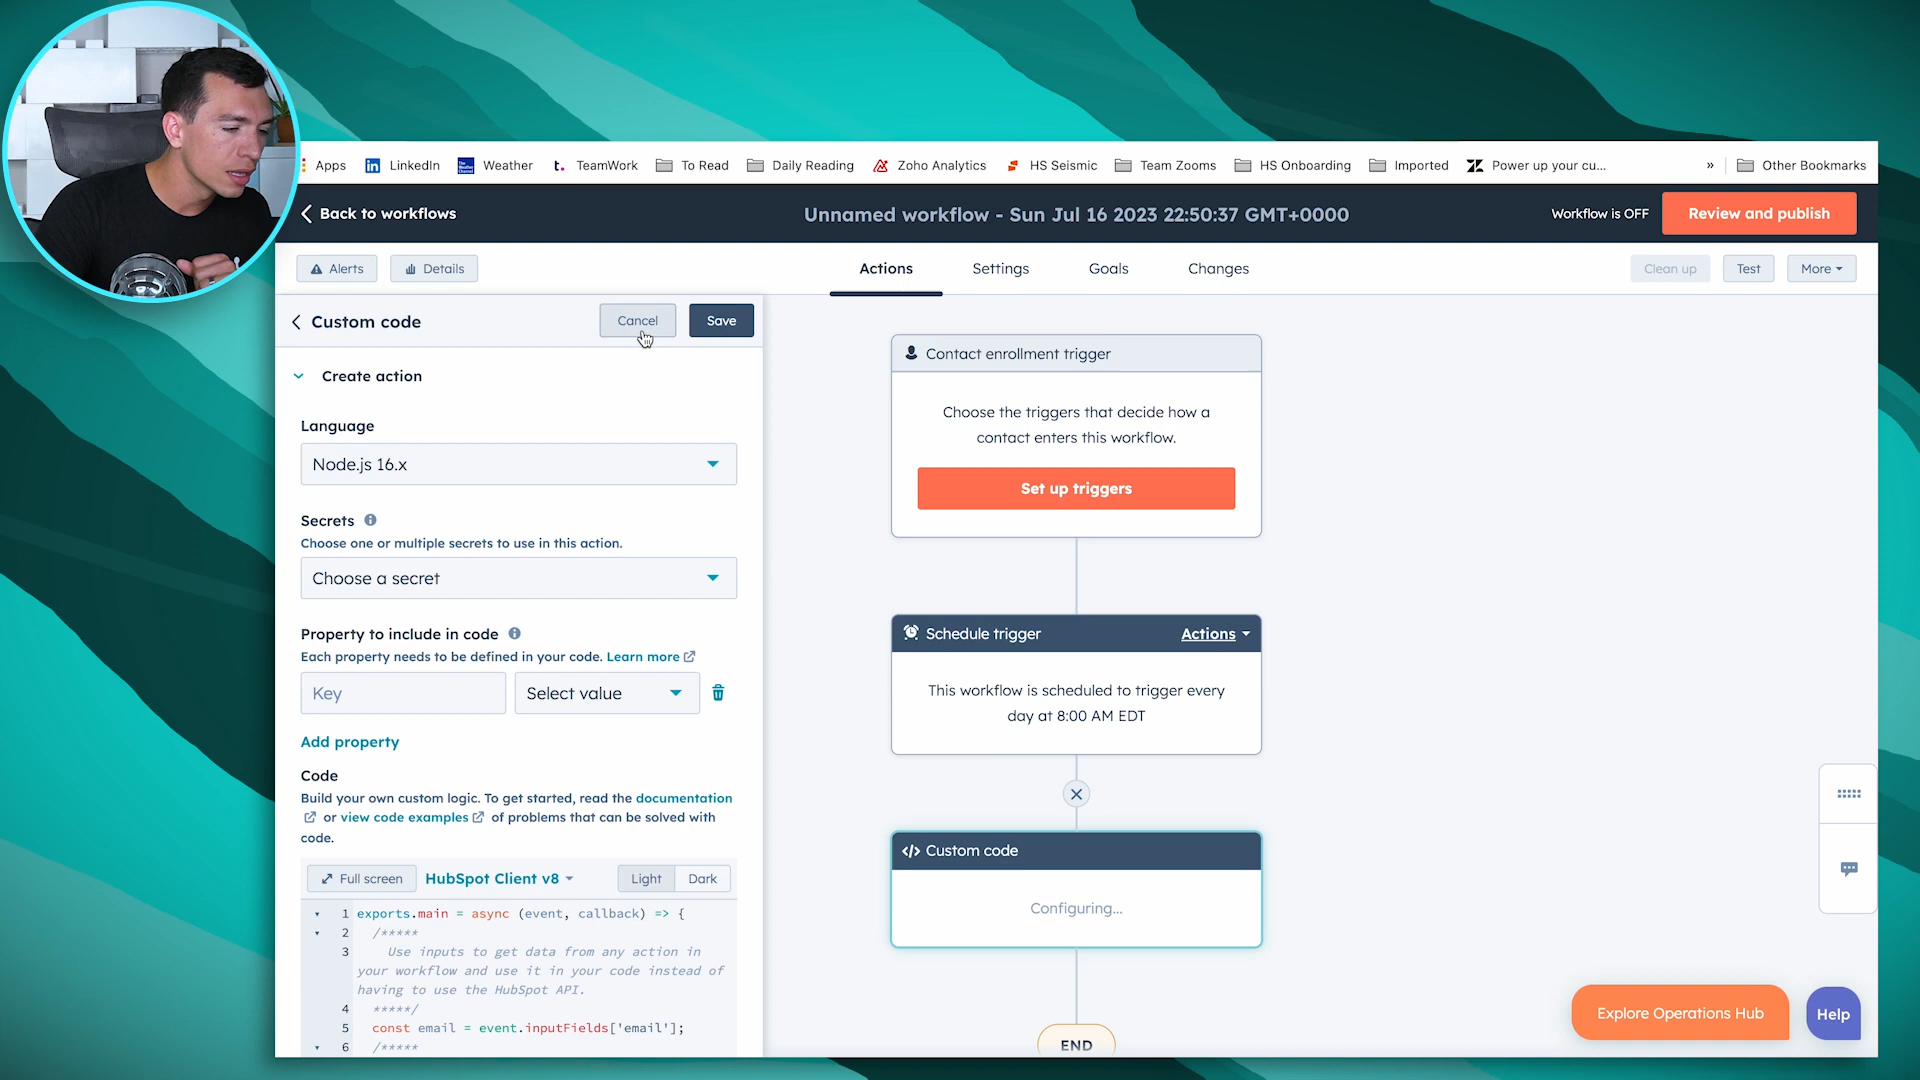 Apps LinkedIn The Weather Channel Weather t. TeamWork To Read Daily Reading Zoho Analytics HS Seismic Team Zooms HS Onboarding Imported Power up your cu... » Other Bookmarks
Back to workflows
Unnamed workflow - Sun Jul 16 2023 22:50:37 GMT+0000
Workflow is OFF
Review and publish
Alerts Details
Actions Settings Goals Changes
Clean up Test More
Custom code
Cancel Save
Create action
Language
Node.js 16.x
Secrets
Choose one or multiple secrets to use in this action.
Choose a secret
Property to include in code
Each property needs to be defined in your code. Learn more
Key Select value
Add property
Code
Build your own custom logic. To get started, read the documentation
or view code examples of problems that can be solved with
code.
Full screen HubSpot Client v8 Light Dark
1 exports.main = async (event, callback) => {
2 /*****
3 Use inputs to get data from any action in
your workflow and use it in your code instead of
having to use the HubSpot API.
4 *****/
5 const email = event.inputFields['email'];
6 /*****
Contact enrollment trigger
Choose the triggers that decide how a
contact enters this workflow.
Set up triggers
Schedule trigger Actions
This workflow is scheduled to trigger every
day at 8:00 AM EDT
</> Custom code
Configuring...
END
Explore Operations Hub
Help